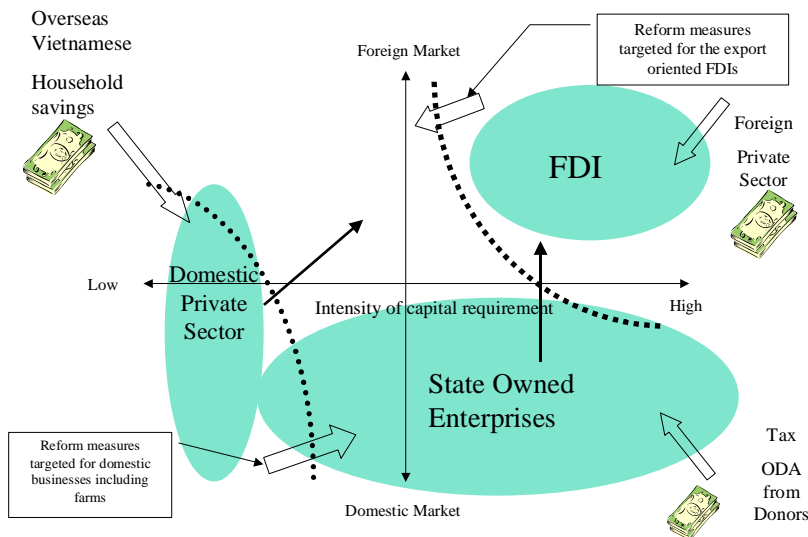 Overseas
Vietnamese
Household
savings
Foreign Market
Reform measures
targeted for the export
oriented FDIs
FDI
Foreign
Private
Sector
Low
Domestic
Private
Sector
Intensity of capital requirement
High
State Owned
Enterprises
Reform measures
targeted for domestic
businesses including
farms
Domestic Market
Tax
ODA
from
Donors